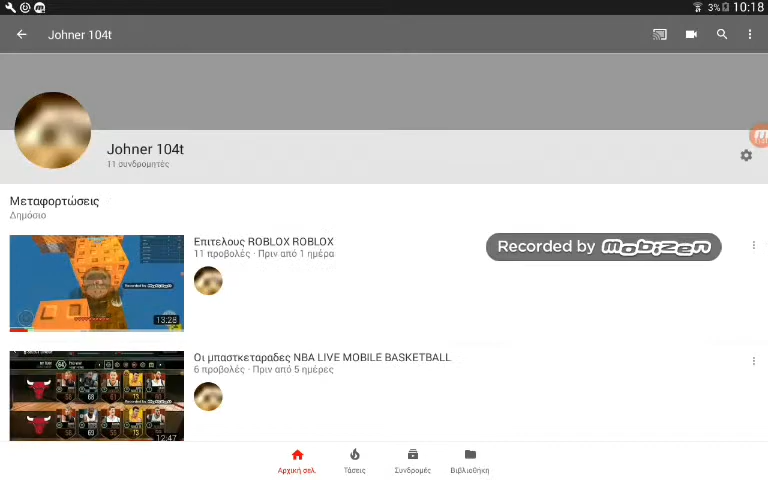 3% 10:18
Johner 104t
Johner 104t
11 συνδρομητές
Μεταφορτώσεις
Δημόσιο
Επιτελους ROBLOX ROBLOX
11 προβολές · Πριν από 1 ημέρα
Recorded by mobizen
13:28
Οι μπαστκεταραδες NBA LIVE MOBILE BASKETBALL
6 προβολές · Πριν από 5 ημέρες
12:47
Αρχική σελ. Τάσεις Συνδρομές Βιβλιοθήκη